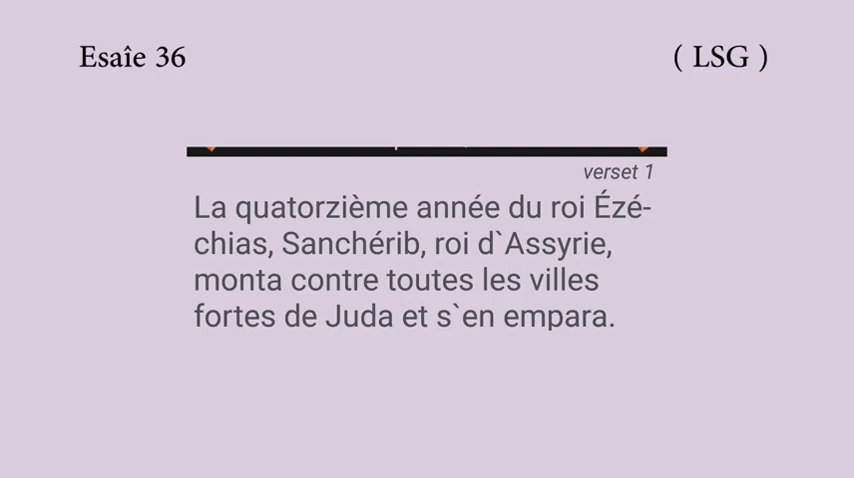 Esaîe 36
( LSG )
verset 1
La quatorzième année du roi Ézé-
chias, Sanchérib, roi d`Assyrie,
monta contre toutes les villes
fortes de Juda et s`en empara.